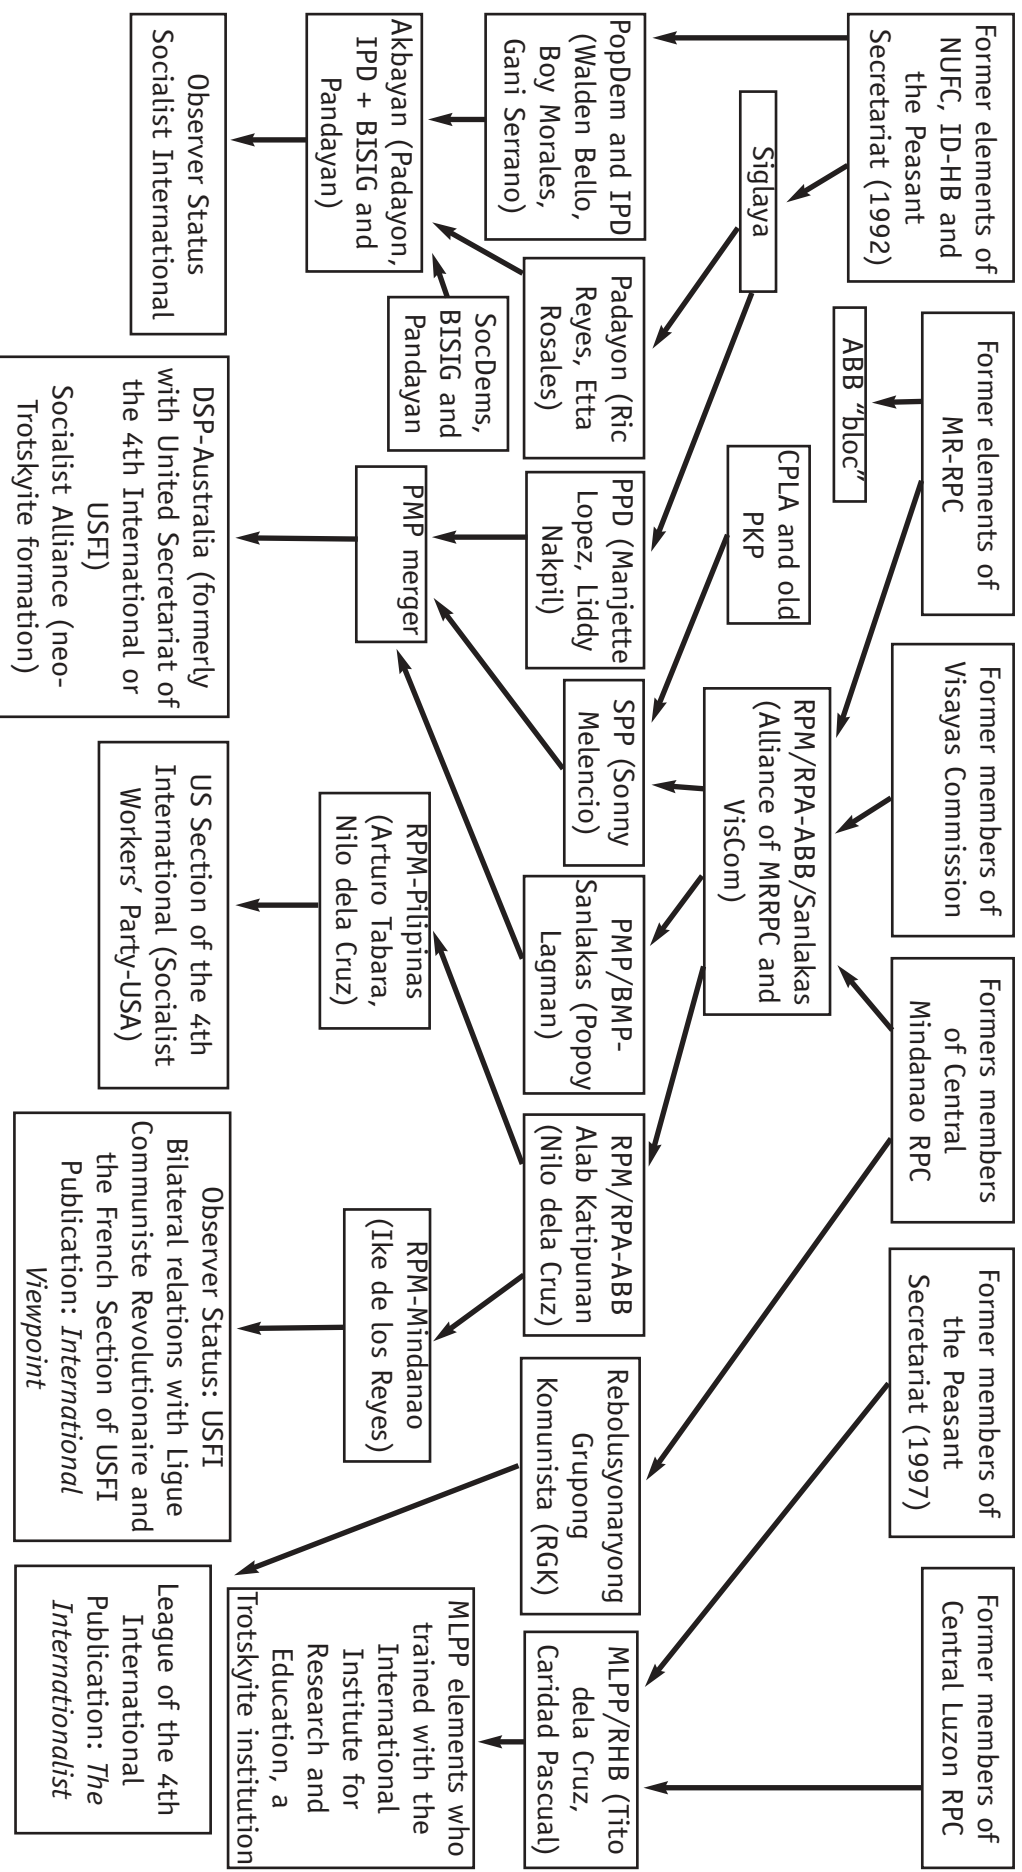 Former elements of
NUFC, ID-HB and
the Peasant
Secretariat (1992)
Former elements of
MR-RPC
Former members of
Visayas Commission
Formers members
of Central
Mindanao RPC
Former members of
the Peasant
Secretariat (1997)
Former members of
Central Luzon RPC
ABB “bloc”
Siglaya
CPLA and old
PKP
RPM/RPA-ABB/Sanlakas
(Alliance of MRRPC and
VisCom)
PopDem and IPD
(Walden Bello,
Boy Morales,
Gani Serrano)
Padayon (Ric
Reyes, Etta
Rosales)
PPD (Manjette
Lopez, Liddy
Nakpil)
SPP (Sonny
Melencio)
PMP/BMP-
Sanlakas (Popoy
Lagman)
RPM/RPA-ABB
Alab Katipunan
(Nilo dela Cruz)
Rebolusyonaryong
Grupong
Komunista (RGK)
MLPP/RHB (Tito
dela Cruz,
Caridad Pascual)
Akbayan (Padayon,
IPD + BISIG and
Pandayan)
SocDems,
BISIG and
Pandayan
PMP merger
RPM-Pilipinas
(Arturo Tabara,
Nilo dela Cruz)
RPM-Mindanao
(Ike de los Reyes)
MLPP elements who
trained with the
International
Institute for
Research and
Education, a
Trotskyite institution
Observer Status
Socialist International
DSP-Australia (formerly
with United Secretariat of
the 4th International or
USFI)
Socialist Alliance (neo-
Trotskyite formation)
US Section of the 4th
International (Socialist
Workers’ Party-USA)
Observer Status: USFI
Bilateral relations with Ligue
Communiste Revolutionaire and
the French Section of USFI
Publication: International
Viewpoint
League of the 4th
International
Publication: The
Internationalist